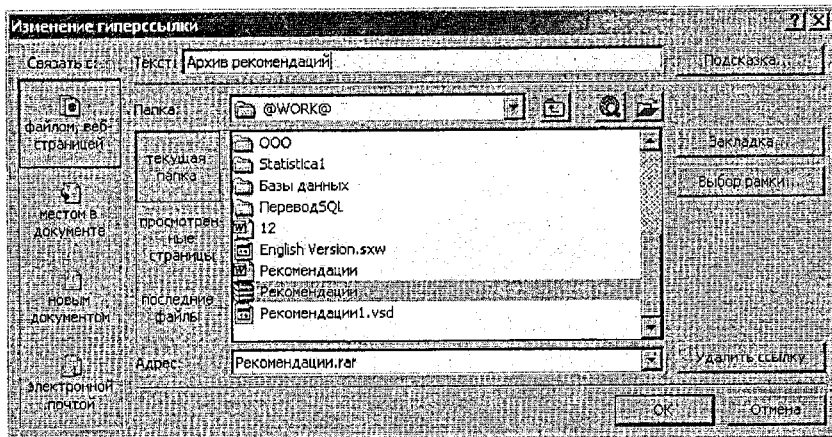 Изменение гиперссылки
Связать с:
Текст: Архив рекомендаций
Подсказка...
файлом, веб-страницей
местом в документе
новым документом
электронной почтой
Папка: @WORK@
текущая папка
просмотренные страницы
последние файлы
ООО
Statistica1
Базы данных
ПереводSQL
12
English Version.sxw
Рекомендации
Рекомендации
Рекомендации1.vsd
Адрес: Рекомендации.rar
Закладка...
Выбор рамки...
Удалить ссылку
ОК
Отмена